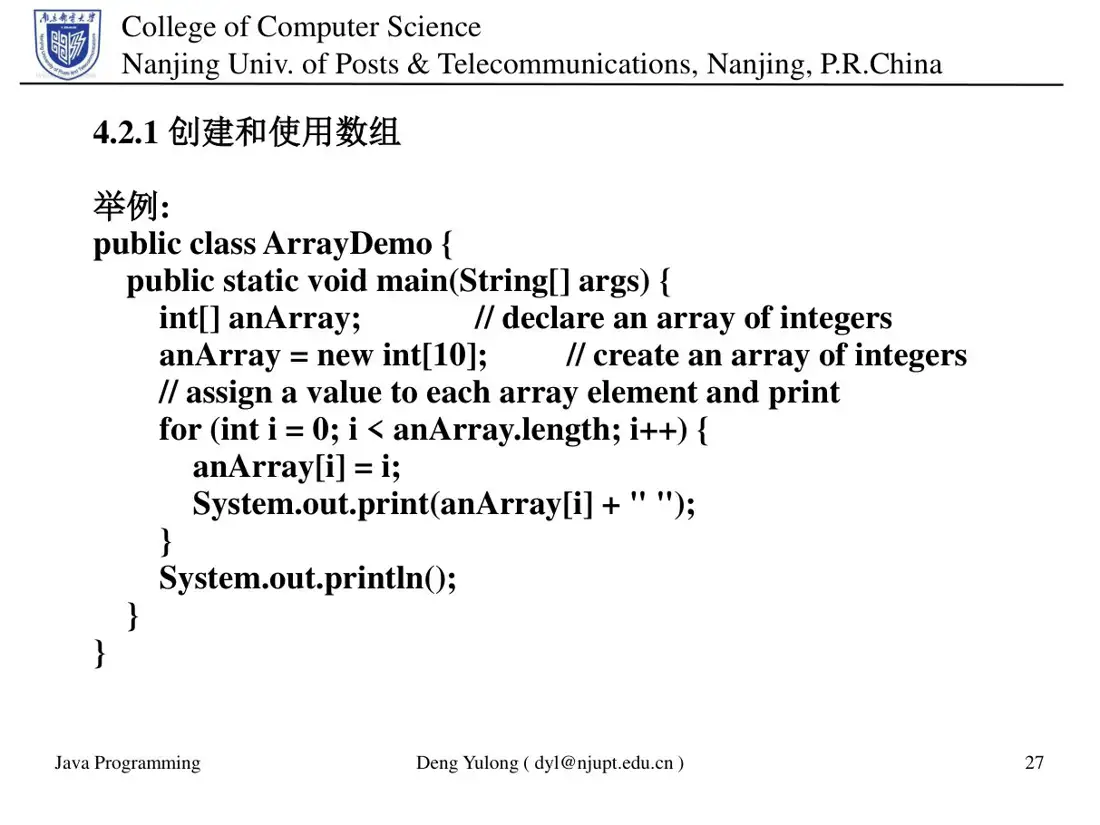 College of Computer Science
Nanjing Univ. of Posts & Telecommunications, Nanjing, P.R.China
4.2.1 创建和使用数组
举例:
public class ArrayDemo {
    public static void main(String[] args) {
        int[] anArray;              // declare an array of integers
        anArray = new int[10];          // create an array of integers
        // assign a value to each array element and print
        for (int i = 0; i < anArray.length; i++) {
            anArray[i] = i;
            System.out.print(anArray[i] + " ");
        }
        System.out.println();
    }
}
Java Programming
Deng Yulong ( dyl@njupt.edu.cn )
27